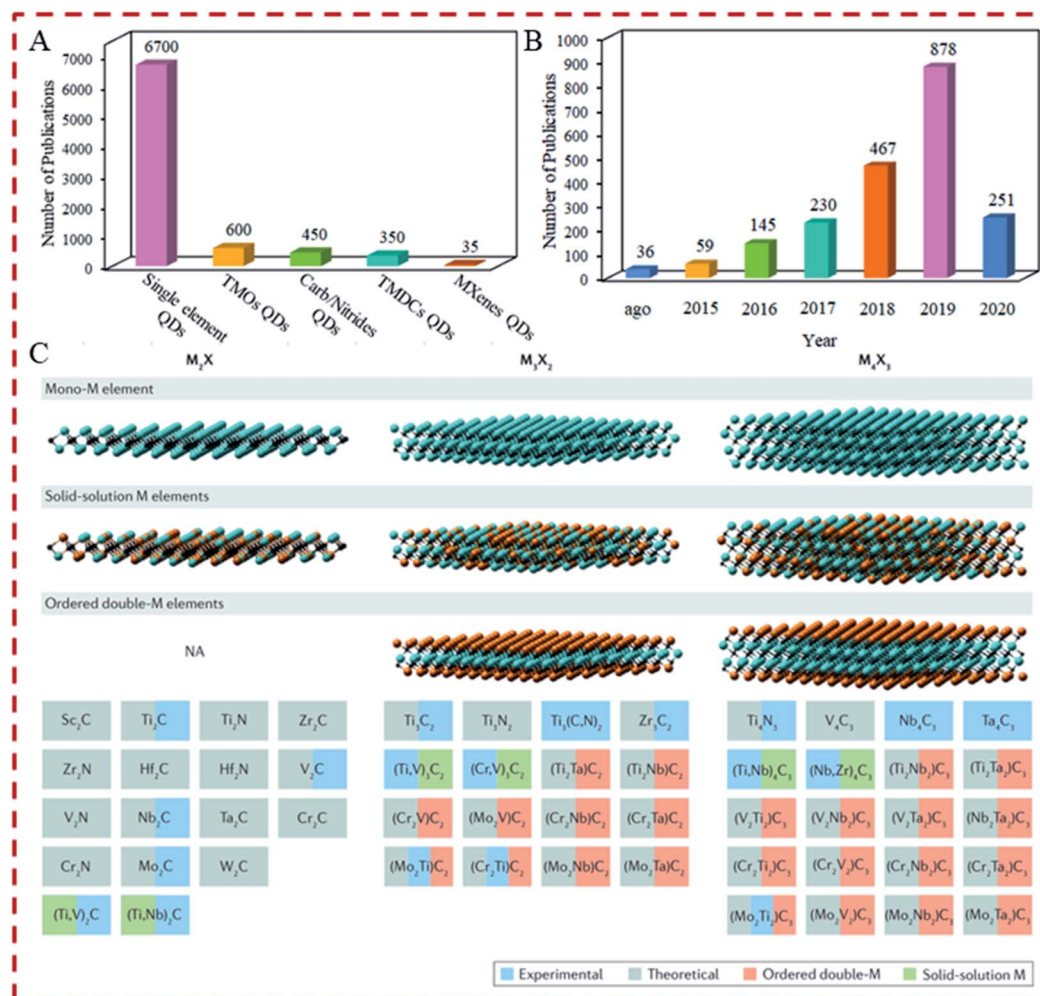 A
Number of Publications
7000
6000
5000
4000
3000
2000
1000
0
6700
600
450
350
35
Single element QDs
TMOs QDs
Carb/Nitrides QDs
TMDCs QDs
MXenes QDs
B
Number of Publications
1000
900
800
700
600
500
400
300
200
100
0
36
59
145
230
467
878
251
ago 2015 2016 2017 2018 2019 2020
Year
C
M₂X M₃X₂ M₄X₃
Mono-M element
Solid-solution M elements
Ordered double-M elements
NA
Sc₂C Ti₂C Ti₂N Zr₂C Ti₃C₂ Ti₃N₂ Ti₃(C,N)₂ Zr₃C₂ Ti₄N₃ V₄C₃ Nb₄C₃ Ta₄C₃
Zr₂N Hf₂C Hf₂N V₂C (Ti,V)₃C₂ (Cr,V)₃C₂ (Ti₂Ta)C₂ (Ti₂Nb)C₂ (Ti,Nb)₄C₃ (Nb,Zr)₄C₃ (Ti₂Nb₂)C₃ (Ti₂Ta₂)C₃
V₂N Nb₂C Ta₂C Cr₂C (Cr₂V)C₂ (Mo₂V)C₂ (Cr₂Nb)C₂ (Cr₂Ta)C₂ (V₂Ti₂)C₃ (V₂Nb₂)C₃ (V₂Ta₂)C₃ (Nb₂Ta₂)C₃
Cr₂N Mo₂C W₂C (Mo₂Ti)C₂ (Cr₂Ti)C₂ (Mo₂Nb)C₂ (Mo₂Ta)C₂ (Cr₂Ti₂)C₃ (Cr₂V₂)C₃ (Cr₂Nb₂)C₃ (Cr₂Ta₂)C₃
(Ti,V)₂C (Ti,Nb)₂C (Mo₂Ti₂)C₃ (Mo₂V₂)C₃ (Mo₂Nb₂)C₃ (Mo₂Ta₂)C₃
Experimental Theoretical Ordered double-M Solid-solution M